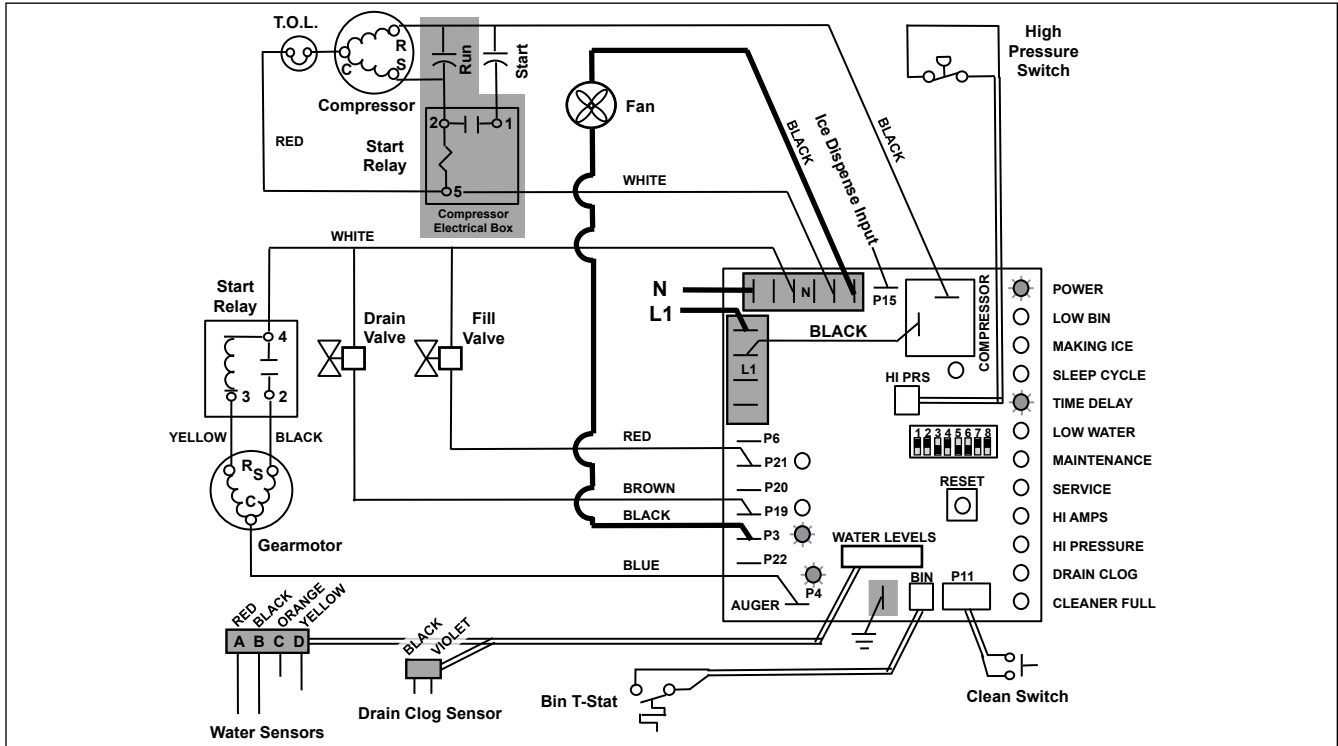 T.O.L.
R
S
C
Compressor
Run
Start
2
1
Start
Relay
5
Compressor
Electrical Box
RED
WHITE
Fan
BLACK
Ice Dispense Input
BLACK
High
Pressure
Switch
WHITE
Start
Relay
4
3
2
YELLOW
BLACK
R
S
C
Gearmotor
Drain
Valve
Fill
Valve
N
L1
N
P15
BLACK
L1
COMPRESSOR
HI PRS
1 2 3 4 5 6 7 8
RESET
RED
BROWN
BLACK
BLUE
P6
P21
P20
P19
P3
P22
P4
AUGER
WATER LEVELS
BIN
P11
POWER
LOW BIN
MAKING ICE
SLEEP CYCLE
TIME DELAY
LOW WATER
MAINTENANCE
SERVICE
HI AMPS
HI PRESSURE
DRAIN CLOG
CLEANER FULL
RED
BLACK
ORANGE
YELLOW
A B C D
Water Sensors
BLACK
VIOLET
Drain Clog Sensor
Bin T-Stat
Clean Switch